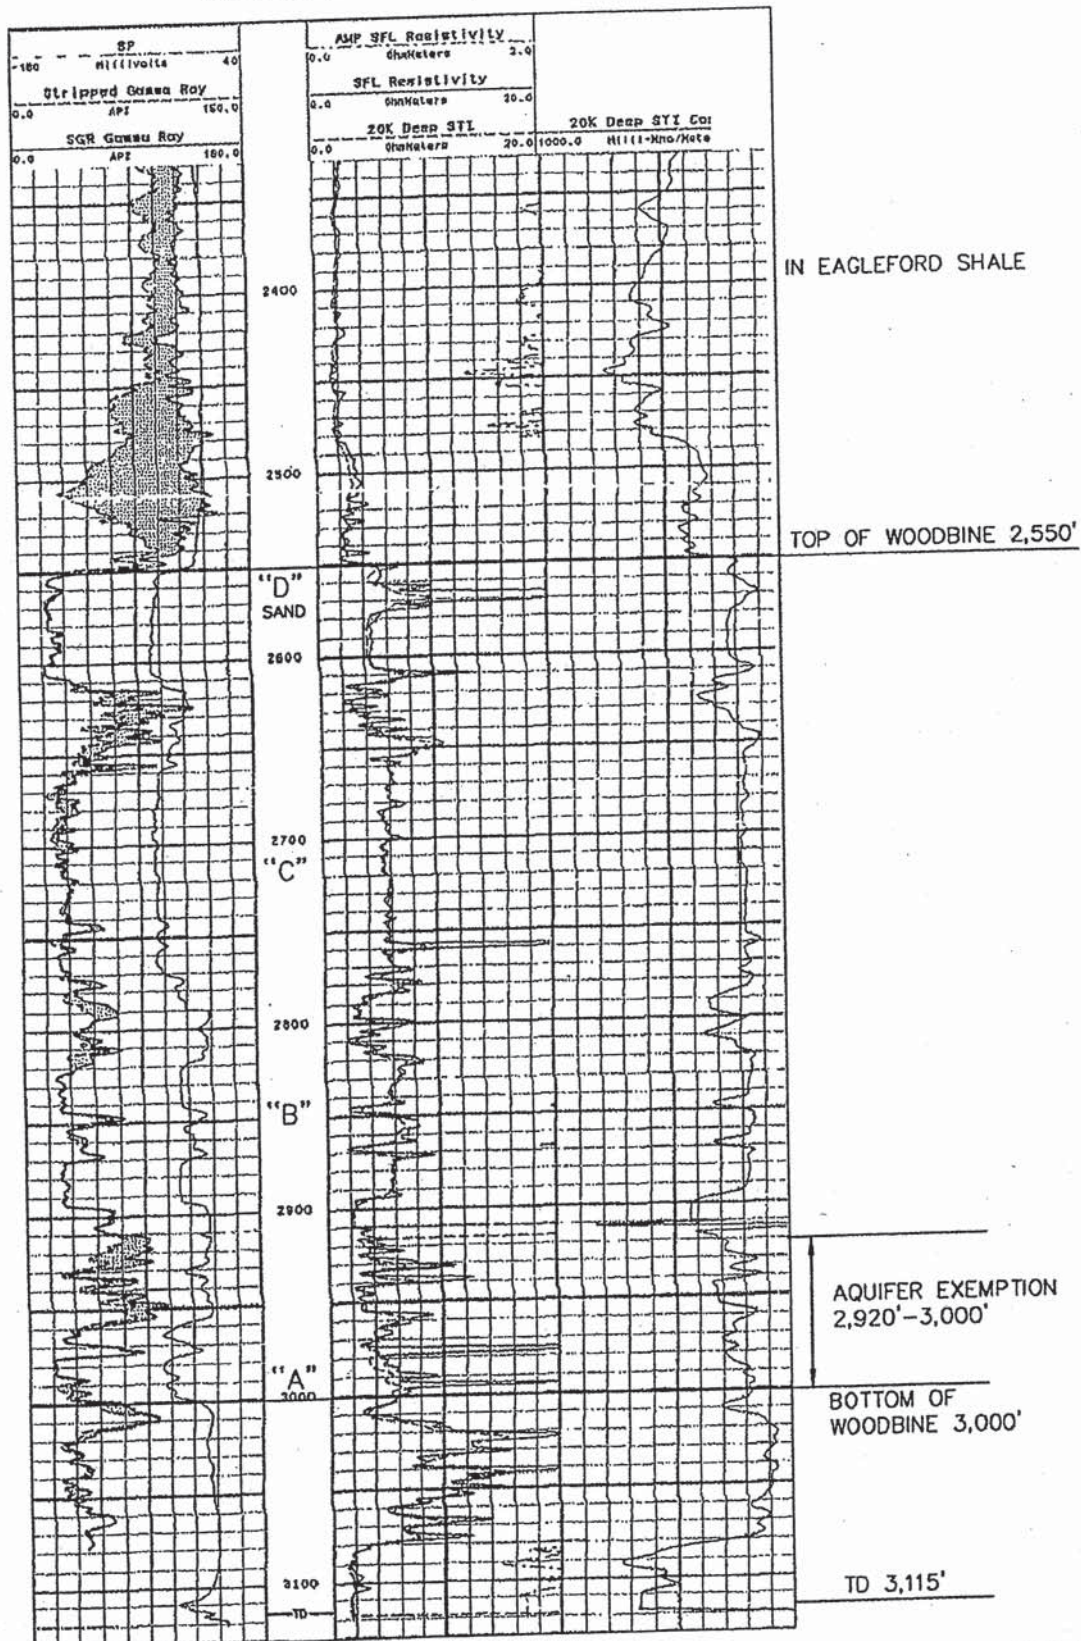 SP
-160 Millivolts 40
Stripped Gamma Ray
0.0 API 150.0
SGR Gamma Ray
0.0 API 150.0
AMP SFL Resistivity
0.0 OhmMeters 2.0
SFL Resistivity
0.0 OhmMeters 20.0
20K Deep STI
0.0 OhmMeters 20.0
20K Deep STI Co
1000.0 Milli-Mho/Mete
IN EAGLEFORD SHALE
2400
2500
TOP OF WOODBINE 2,550'
"D"
SAND
2600
2700
"C"
2800
"B"
2900
AQUIFER EXEMPTION
2,920'-3,000'
"A"
3000
BOTTOM OF
WOODBINE 3,000'
3100
TD 3,115'
TD